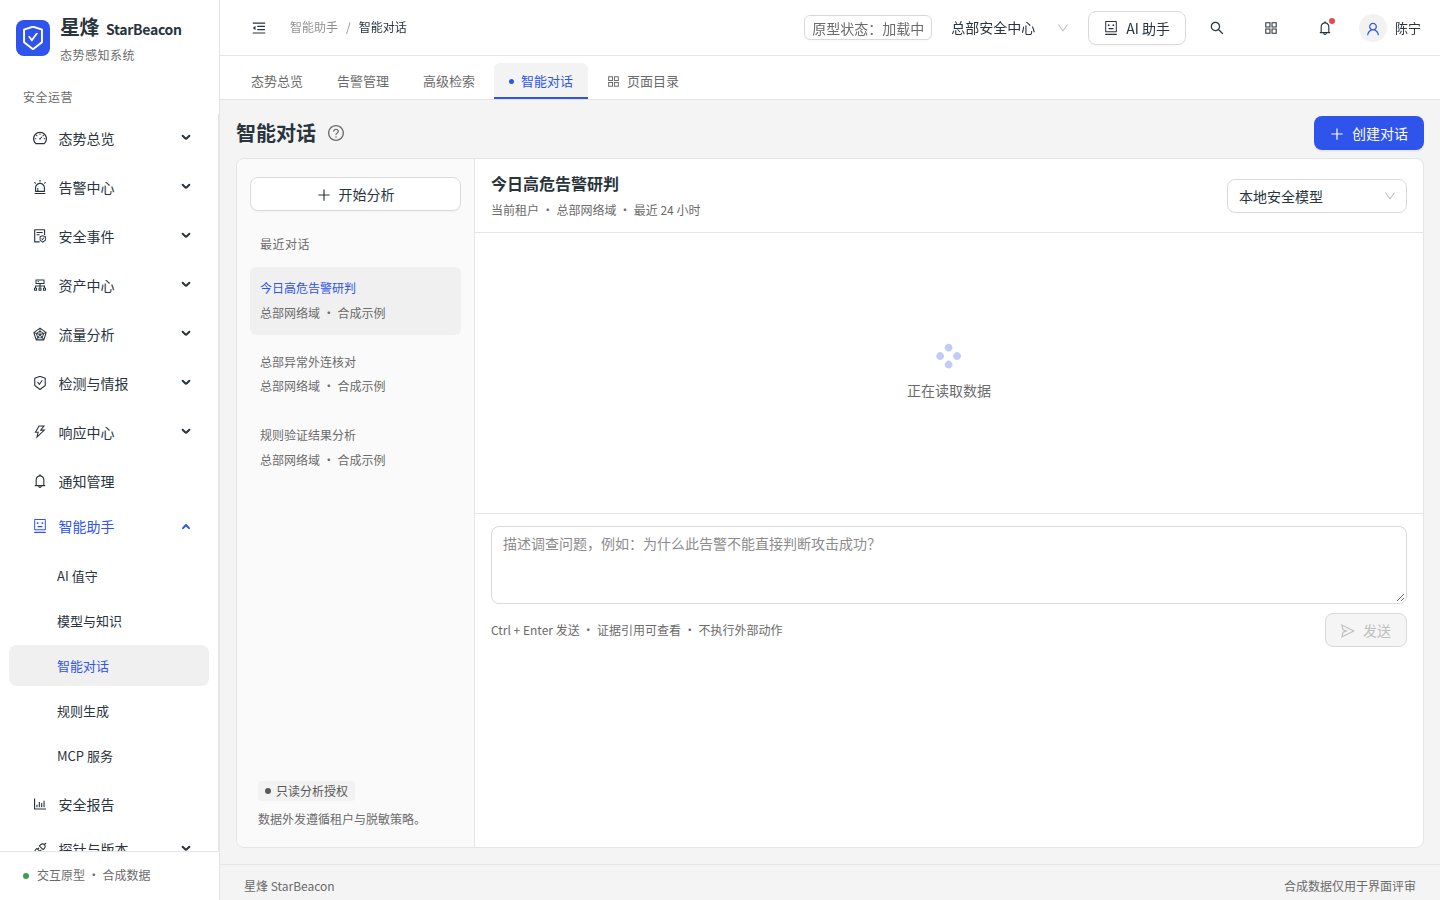 星烽 StarBeacon
态势感知系统
安全运营
态势总览
告警中心
安全事件
资产中心
流量分析
检测与情报
响应中心
通知管理
智能助手
AI 值守
模型与知识
智能对话
规则生成
MCP 服务
安全报告
探针与版本
交互原型 · 合成数据
智能助手 / 智能对话
原型状态：加载中
总部安全中心
AI 助手
陈宁
态势总览
告警管理
高级检索
智能对话
页面目录
智能对话
创建对话
开始分析
最近对话
今日高危告警研判
总部网络域 · 合成示例
总部异常外连核对
总部网络域 · 合成示例
规则验证结果分析
总部网络域 · 合成示例
只读分析授权
数据外发遵循租户与脱敏策略。
今日高危告警研判
当前租户 · 总部网络域 · 最近 24 小时
本地安全模型
正在读取数据
描述调查问题，例如：为什么此告警不能直接判断攻击成功？
Ctrl + Enter 发送 · 证据引用可查看 · 不执行外部动作
发送
星烽 StarBeacon
合成数据仅用于界面评审